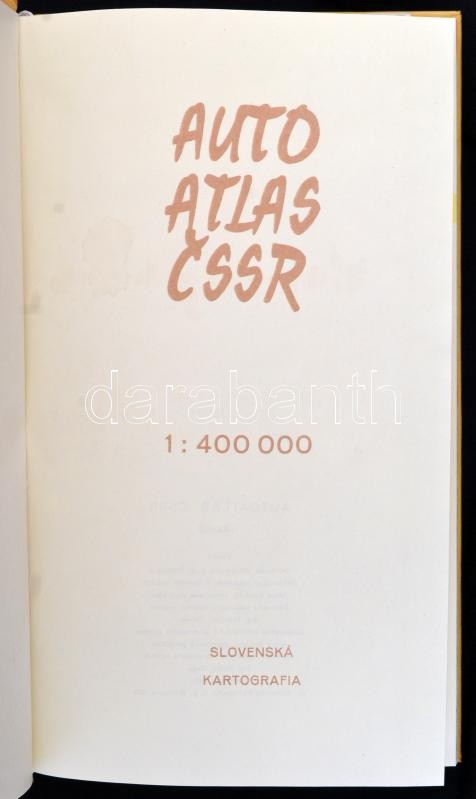 AUTO
ATLAS
ČSSR
darabanth
1 : 400 000
SLOVENSKÁ
KARTOGRAFIA